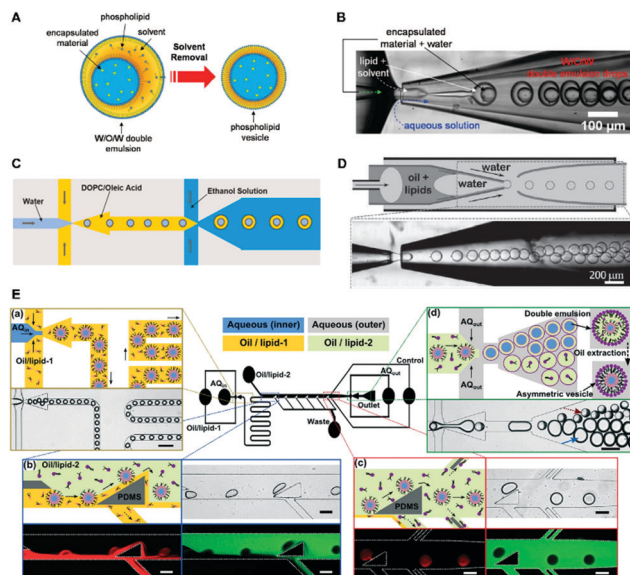 A
phospholipid
encapsulated
material
solvent
Solvent
Removal
W/O/W double
emulsion
phospholipid
vesicle
B
encapsulated
material + water
lipid +
solvent
W/O/W
aqueous solution
100 µm
C
Water
DOPC/Oleic Acid
Ethanol Solution
D
oil +
lipids
water
water
200 µm
E
(a)
AQin
Oil/lipid-1
Aqueous (inner)
Aqueous (outer)
Oil / lipid-1
Oil / lipid-2
AQin
Oil/lipid-2
Oil/lipid-1
Control
AQout
Outlet
Waste
(d)
AQout
AQout
Double emulsion
Oil extraction
Asymmetric vesicle
(b)
Oil/lipid-2
PDMS
(c)
PDMS